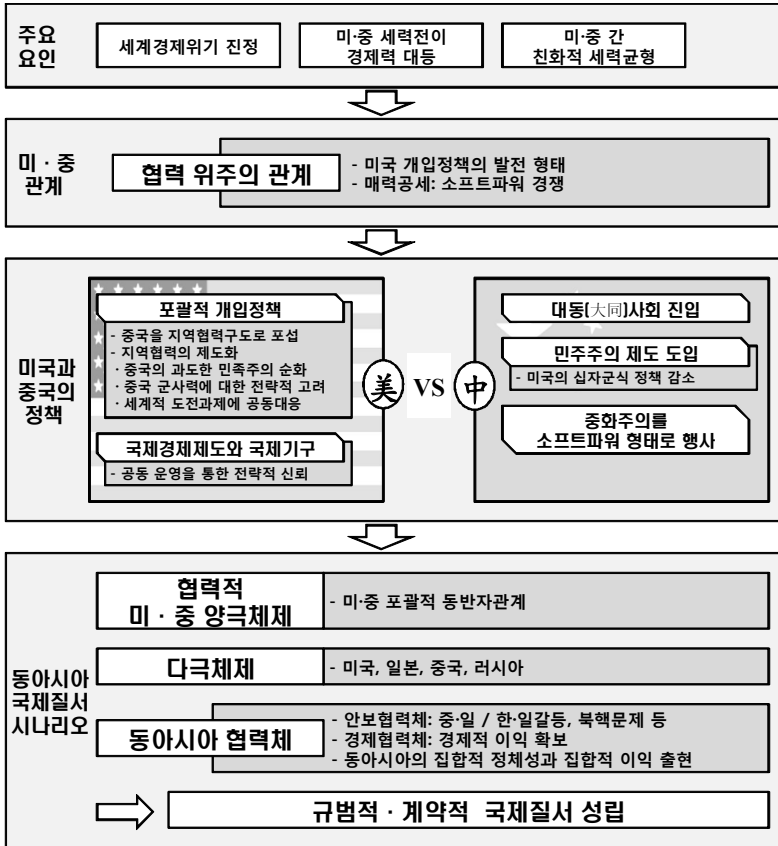 주요
요인
세계경제위기 진정
미·중 세력전이
경제력 대등
미·중 간
친화적 세력균형
미·중
관계
협력 위주의 관계
- 미국 개입정책의 발전 형태
- 매력공세: 소프트파워 경쟁
미국과
중국의
정책
포괄적 개입정책
- 중국을 지역협력구도로 포섭
- 지역협력의 제도화
· 중국의 과도한 민족주의 순화
· 중국 군사력에 대한 전략적 고려
· 세계적 도전과제에 공동대응
국제경제제도와 국제기구
- 공동 운영을 통한 전략적 신뢰
美 VS 中
대동(大同)사회 진입
민주주의 제도 도입
- 미국의 십자군식 정책 감소
중화주의를
소프트파워 형태로 행사
동아시아
국제질서
시나리오
협력적
미·중 양극체제
- 미·중 포괄적 동반자관계
다극체제
- 미국, 일본, 중국, 러시아
동아시아 협력체
- 안보협력체: 중·일 / 한·일갈등, 북핵문제 등
- 경제협력체: 경제적 이익 확보
- 동아시아의 집합적 정체성과 집합적 이익 출현
규범적·계약적 국제질서 성립